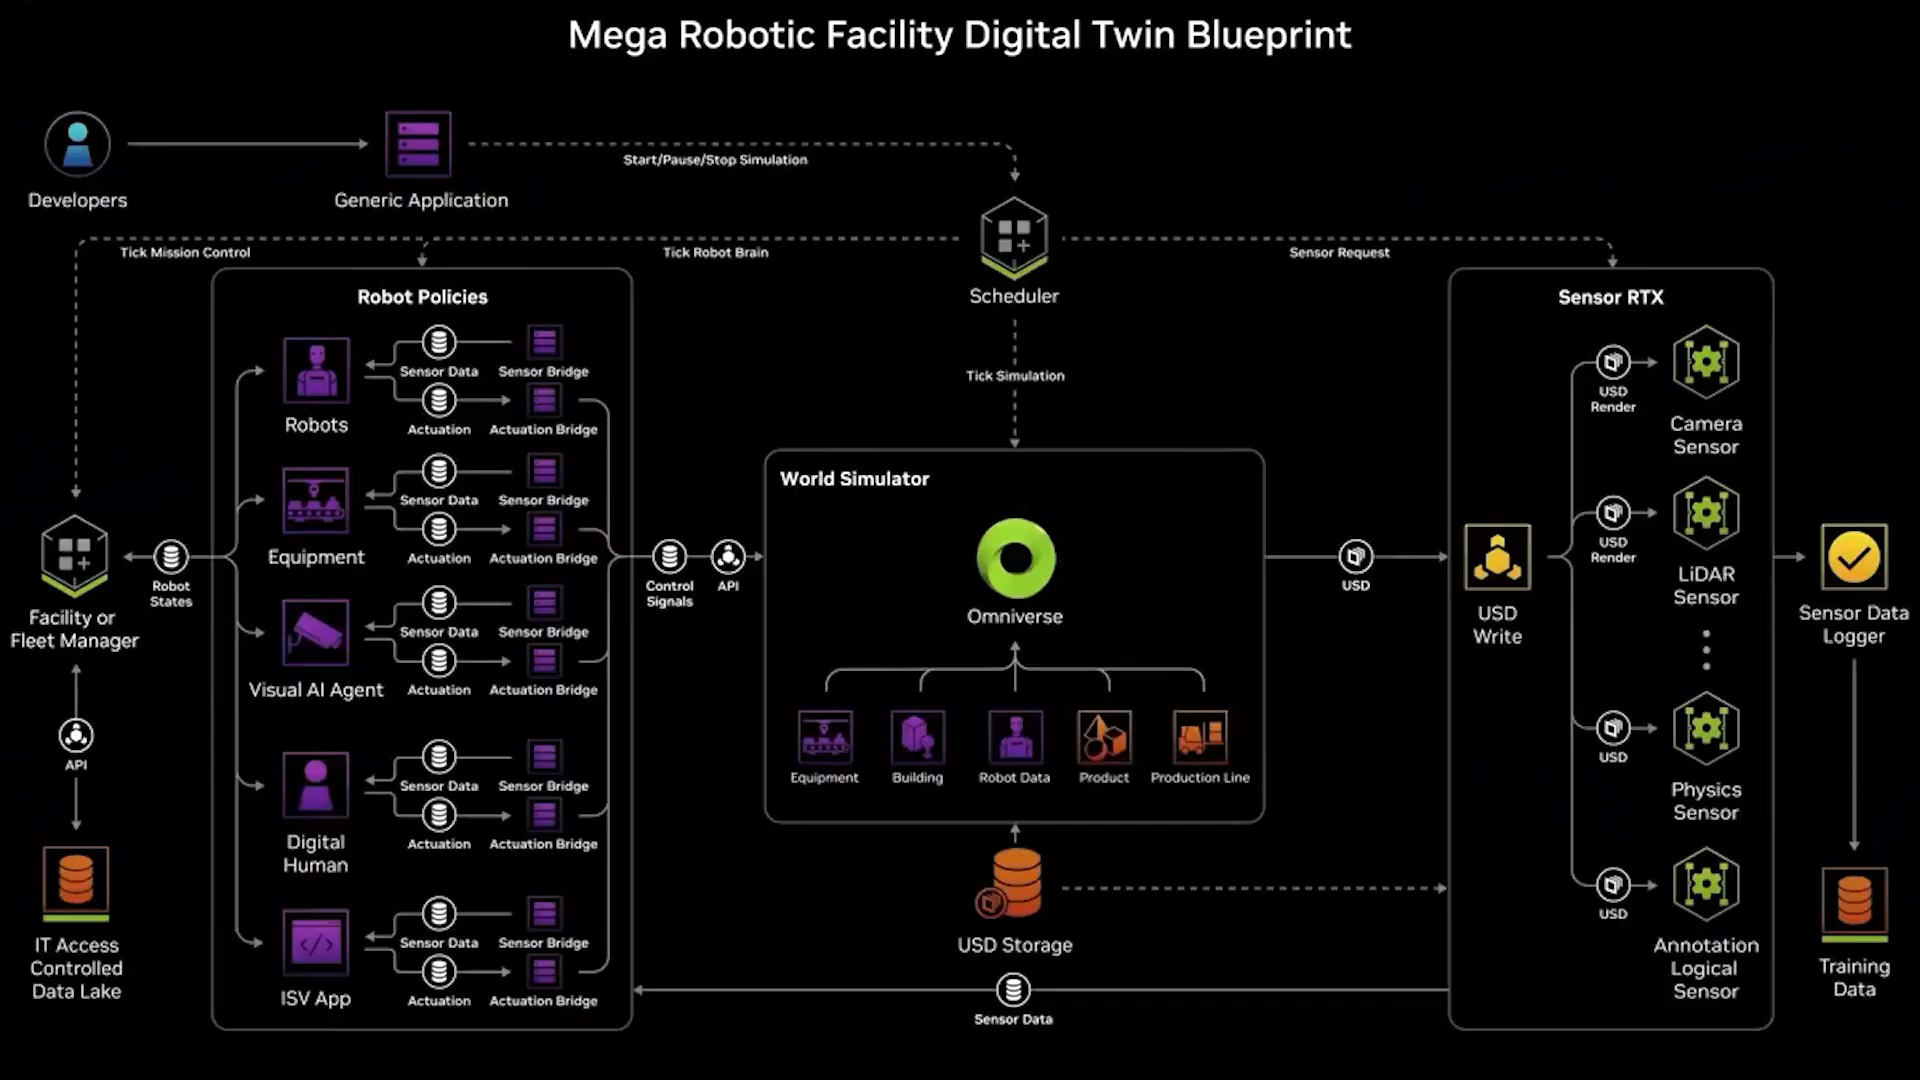 Mega Robotic Facility Digital Twin Blueprint
Developers
Generic Application
Start/Pause/Stop Simulation
Scheduler
Tick Mission Control
Tick Robot Brain
Sensor Request
Tick Simulation
Facility or
Fleet Manager
API
IT Access
Controlled
Data Lake
Robot
States
Robot Policies
Robots
Sensor Data
Sensor Bridge
Actuation
Actuation Bridge
Equipment
Sensor Data
Sensor Bridge
Actuation
Actuation Bridge
Visual AI Agent
Sensor Data
Sensor Bridge
Actuation
Actuation Bridge
Digital
Human
Sensor Data
Sensor Bridge
Actuation
Actuation Bridge
ISV App
Sensor Data
Sensor Bridge
Actuation
Actuation Bridge
Control
Signals
API
World Simulator
Omniverse
Equipment
Building
Robot Data
Product
Production Line
USD Storage
Sensor Data
USD
Sensor RTX
USD
Write
USD
Render
Camera
Sensor
USD
Render
LiDAR
Sensor
USD
Physics
Sensor
USD
Annotation
Logical
Sensor
Sensor Data
Logger
Training
Data